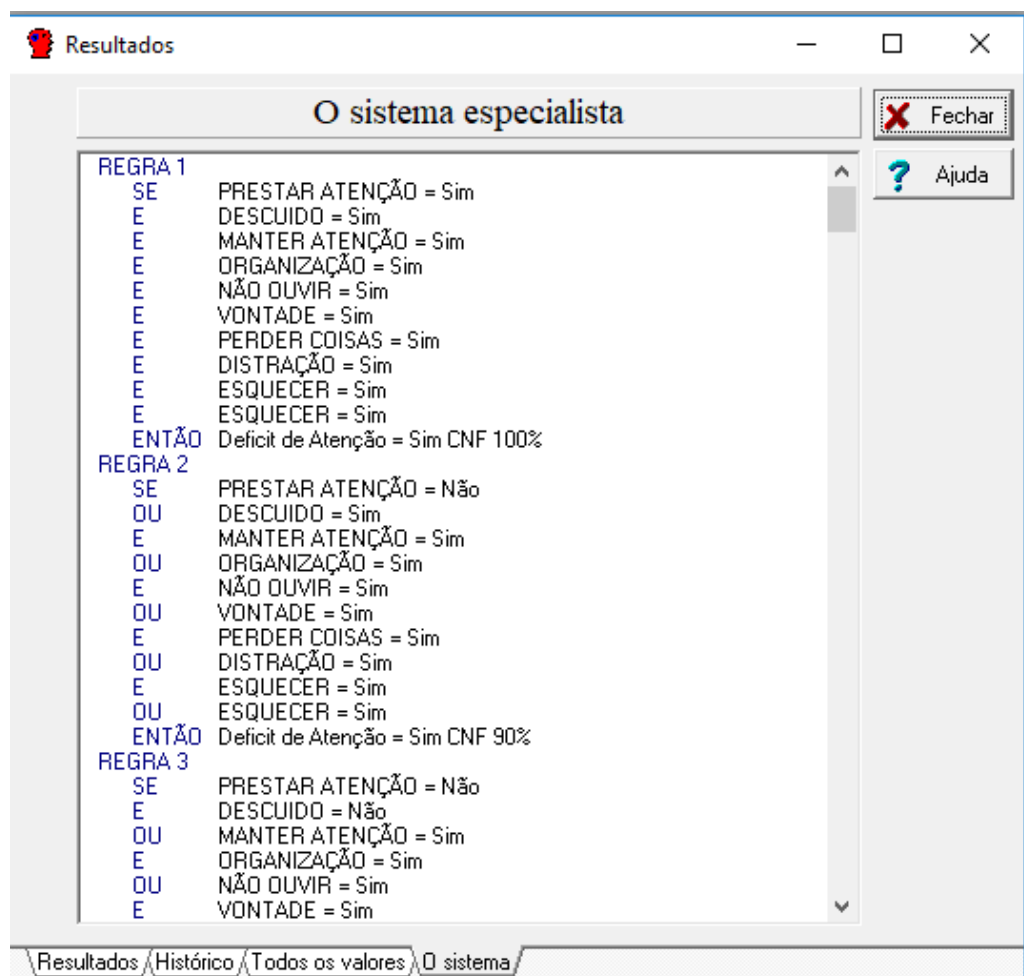 Resultados
O sistema especialista
Fechar
Ajuda
REGRA 1
SE PRESTAR ATENÇÃO = Sim
E DESCUIDO = Sim
E MANTER ATENÇÃO = Sim
E ORGANIZAÇÃO = Sim
E NÃO OUVIR = Sim
E VONTADE = Sim
E PERDER COISAS = Sim
E DISTRAÇÃO = Sim
E ESQUECER = Sim
E ESQUECER = Sim
ENTÃO Deficit de Atenção = Sim CNF 100%
REGRA 2
SE PRESTAR ATENÇÃO = Não
OU DESCUIDO = Sim
E MANTER ATENÇÃO = Sim
OU ORGANIZAÇÃO = Sim
E NÃO OUVIR = Sim
OU VONTADE = Sim
E PERDER COISAS = Sim
OU DISTRAÇÃO = Sim
E ESQUECER = Sim
OU ESQUECER = Sim
ENTÃO Deficit de Atenção = Sim CNF 90%
REGRA 3
SE PRESTAR ATENÇÃO = Não
E DESCUIDO = Não
OU MANTER ATENÇÃO = Sim
E ORGANIZAÇÃO = Sim
OU NÃO OUVIR = Sim
E VONTADE = Sim
Resultados Histórico Todos os valores O sistema